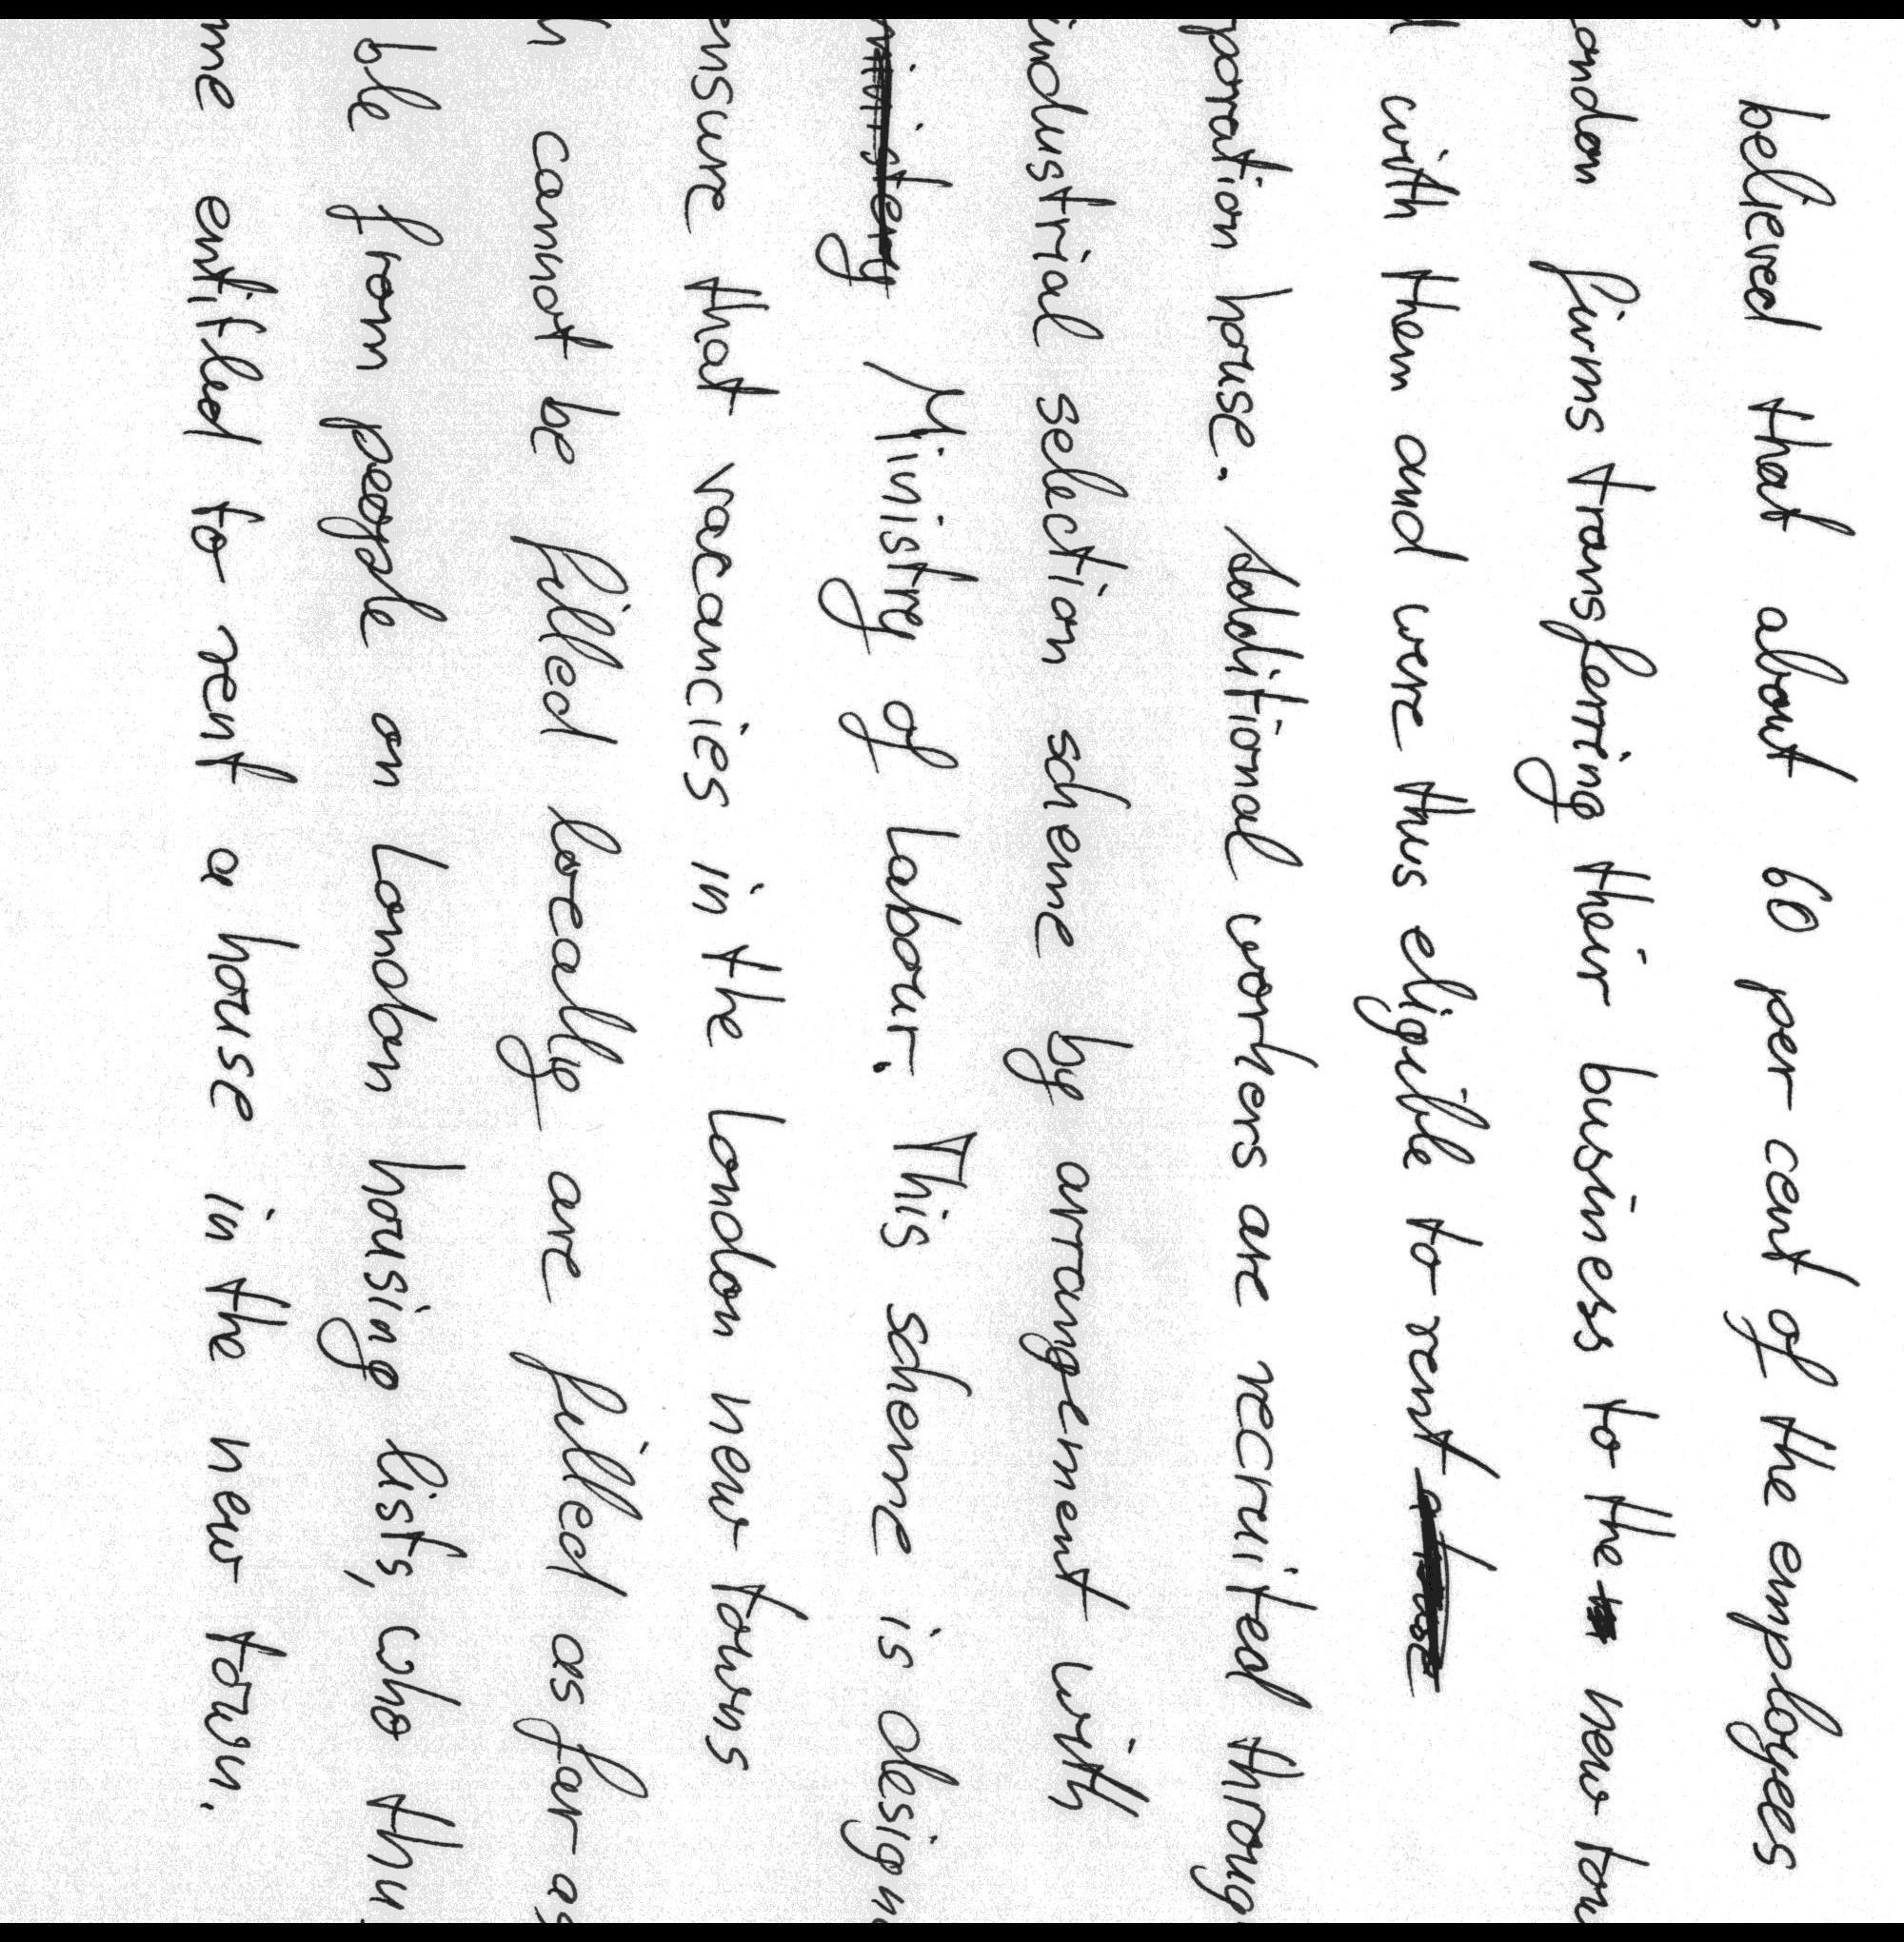 s believed that about 60 per cent of the employees
ondon firms transferring their business to the new tow
d with them and were thus eligible to rent
poration house. Additional workers are recruited throug
industrial selection scheme by arrangement with
ministery Ministry of Labour. This scheme is design
ensure that vacancies in the London new towns
h cannot be filled locally are filled as far as
ble from people on London housing lists, who thu
me entitled to rent a house in the new town.